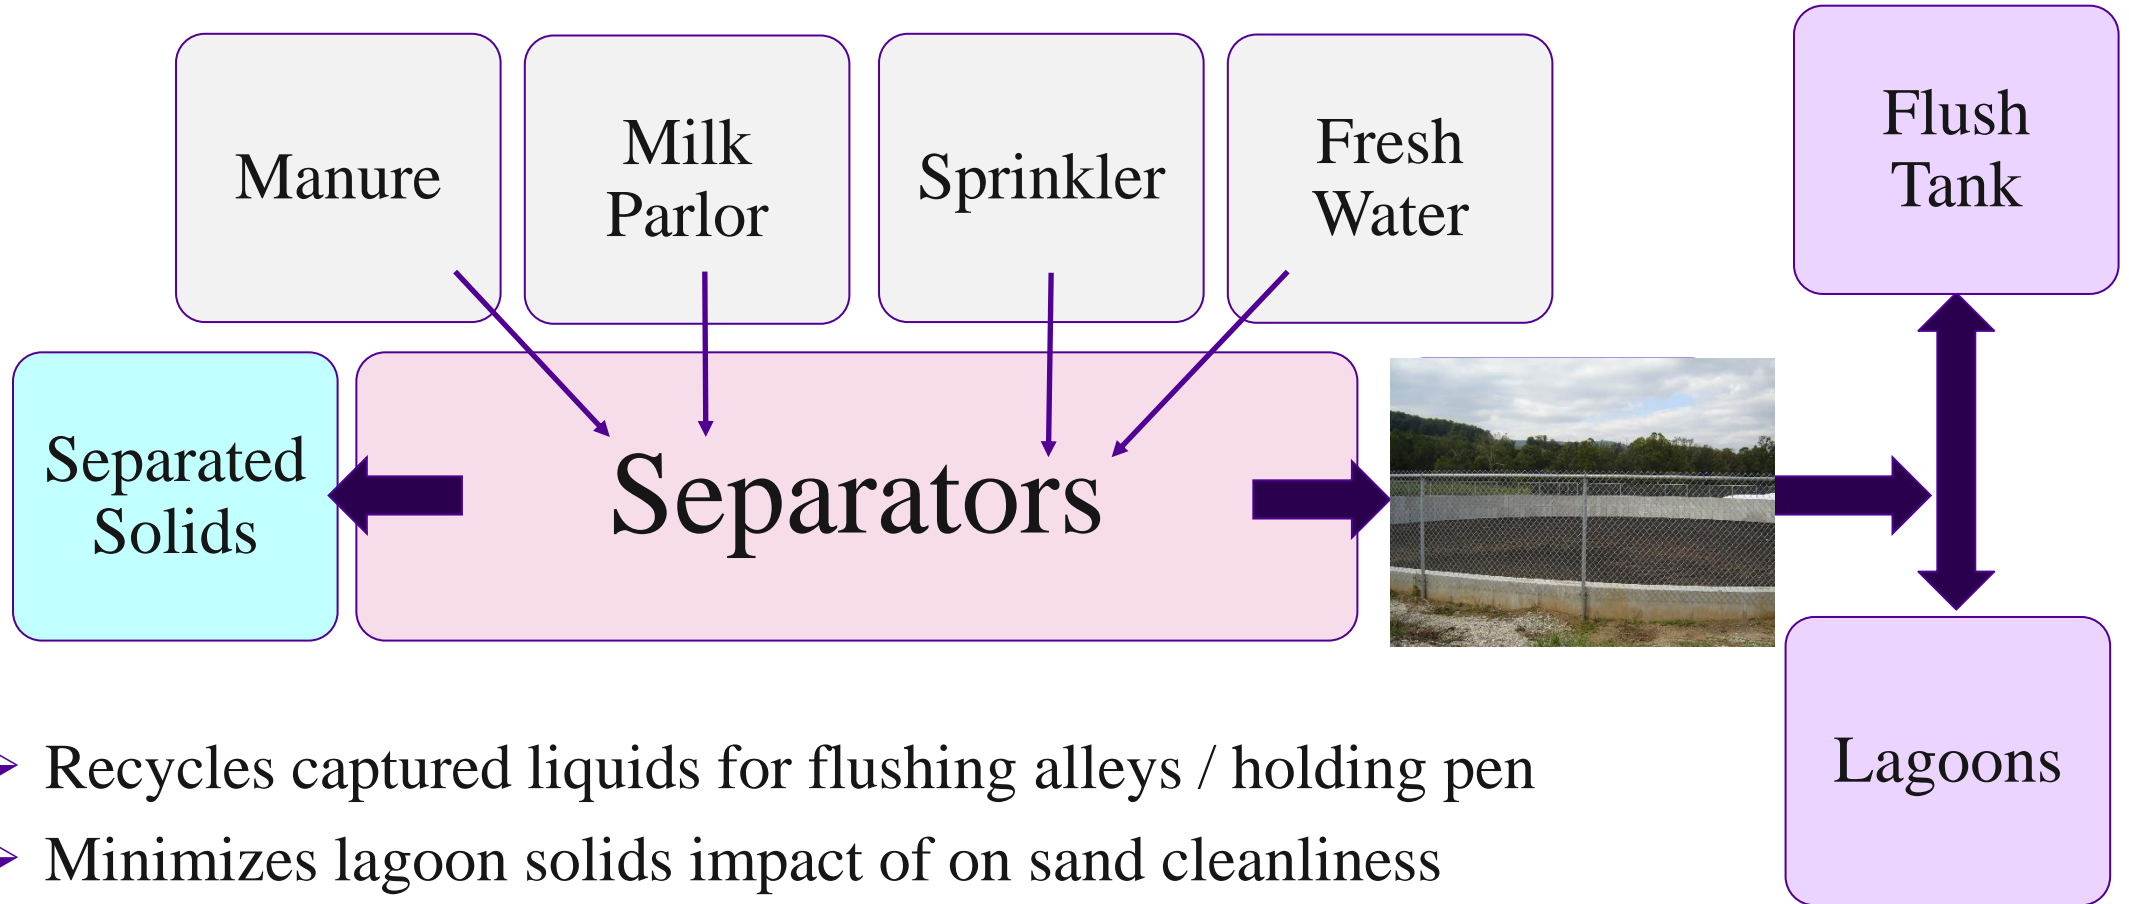 Manure
Milk
Parlor
Sprinkler
Fresh
Water
Flush
Tank
Separated
Solids
Separators
Lagoons
Recycles captured liquids for flushing alleys / holding pen
Minimizes lagoon solids impact of on sand cleanliness